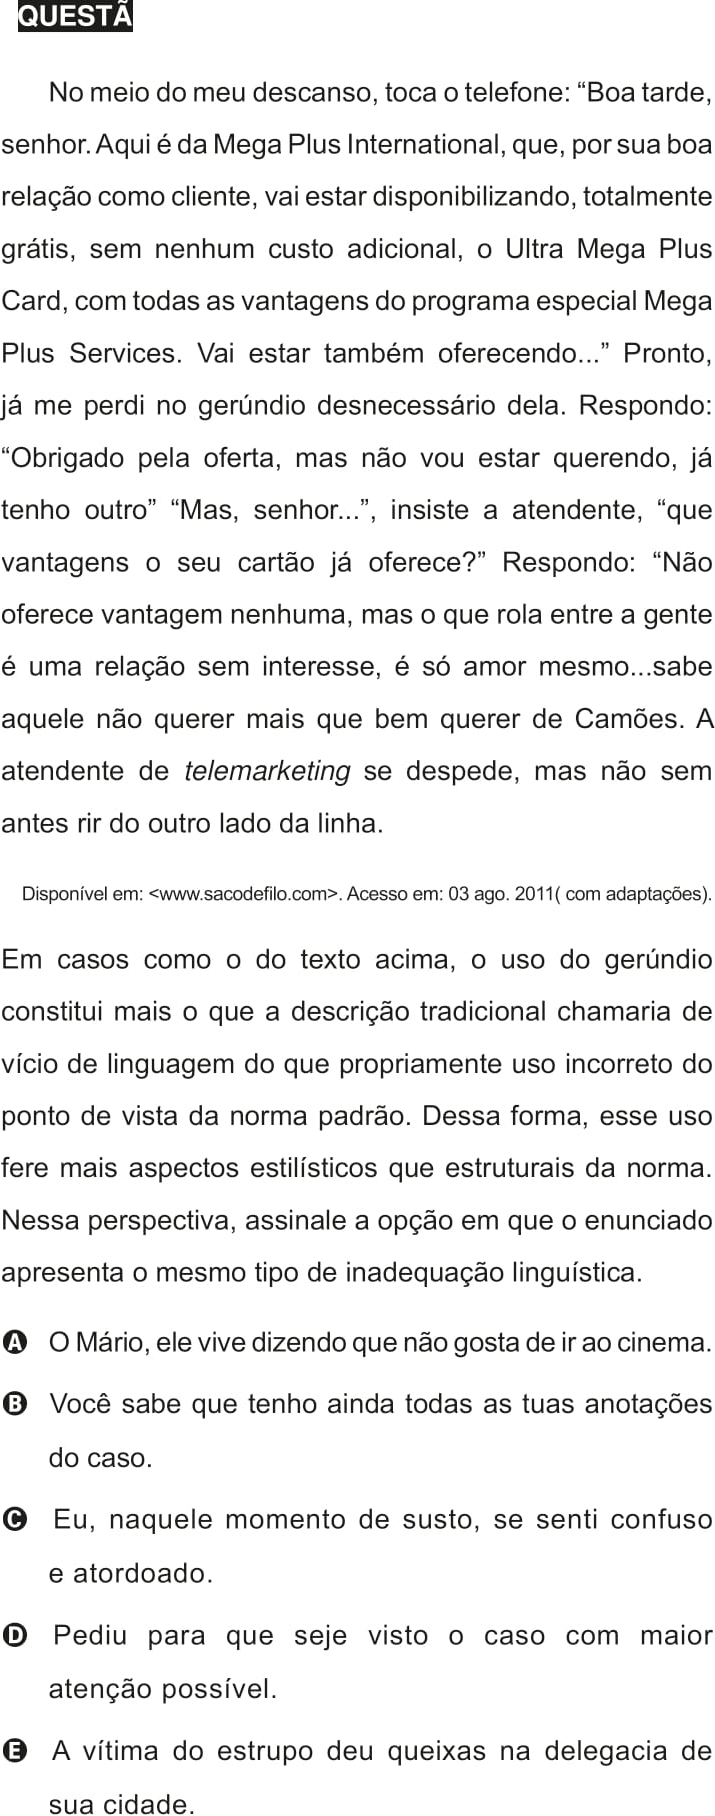 QUESTÃ
No meio do meu descanso, toca o telefone: “Boa tarde,
senhor. Aqui é da Mega Plus International, que, por sua boa
relação como cliente, vai estar disponibilizando, totalmente
grátis, sem nenhum custo adicional, o Ultra Mega Plus
Card, com todas as vantagens do programa especial Mega
Plus Services. Vai estar também oferecendo...” Pronto,
já me perdi no gerúndio desnecessário dela. Respondo:
“Obrigado pela oferta, mas não vou estar querendo, já
tenho outro” “Mas, senhor...”, insiste a atendente, “que
vantagens o seu cartão já oferece?” Respondo: “Não
oferece vantagem nenhuma, mas o que rola entre a gente
é uma relação sem interesse, é só amor mesmo...sabe
aquele não querer mais que bem querer de Camões. A
atendente de telemarketing se despede, mas não sem
antes rir do outro lado da linha.
Disponível em: <www.sacodefilo.com>. Acesso em: 03 ago. 2011( com adaptações).
Em casos como o do texto acima, o uso do gerúndio
constitui mais o que a descrição tradicional chamaria de
vício de linguagem do que propriamente uso incorreto do
ponto de vista da norma padrão. Dessa forma, esse uso
fere mais aspectos estilísticos que estruturais da norma.
Nessa perspectiva, assinale a opção em que o enunciado
apresenta o mesmo tipo de inadequação linguística.
A O Mário, ele vive dizendo que não gosta de ir ao cinema.
B Você sabe que tenho ainda todas as tuas anotações
do caso.
C Eu, naquele momento de susto, se senti confuso
e atordoado.
D Pediu para que seje visto o caso com maior
atenção possível.
E A vítima do estrupo deu queixas na delegacia de
sua cidade.